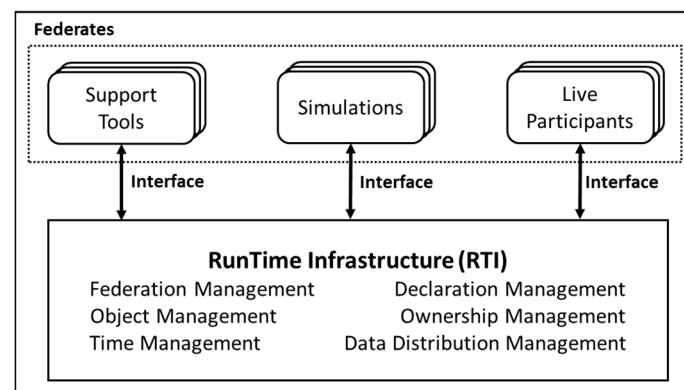 Federates
Support
Tools
Simulations
Live
Participants
Interface
Interface
Interface
RunTime Infrastructure (RTI)
Federation Management
Declaration Management
Object Management
Ownership Management
Time Management
Data Distribution Management